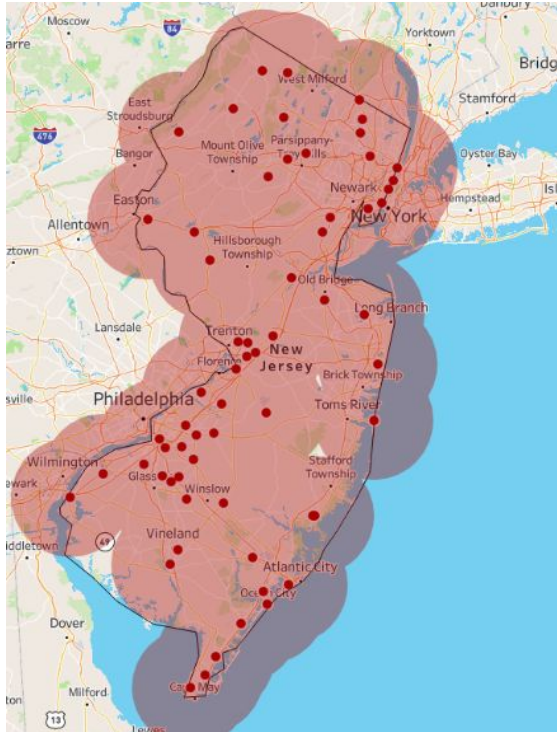 Moscow
84
Danbury
arre
Yorktown
West Milford
Bridg
East
Stroudsburg
Stamford
476
Mount Olive
Township
Parsippany-
Troy Hills
Bangor
Oyster Bay
Newark
Hempstead
Isl
Easton
New York
Allentown
Hillsborough
Township
ztown
Old Bridge
Long Branch
Lansdale
Trenton
New
Jersey
Florence
Brick Township
sville
Philadelphia
Toms River
Wilmington
Stafford
Township
ewark
Glass
Winslow
Vineland
49
iddletown
Atlantic City
Ocean City
Dover
Cape May
Milford
ton
13
Lewes